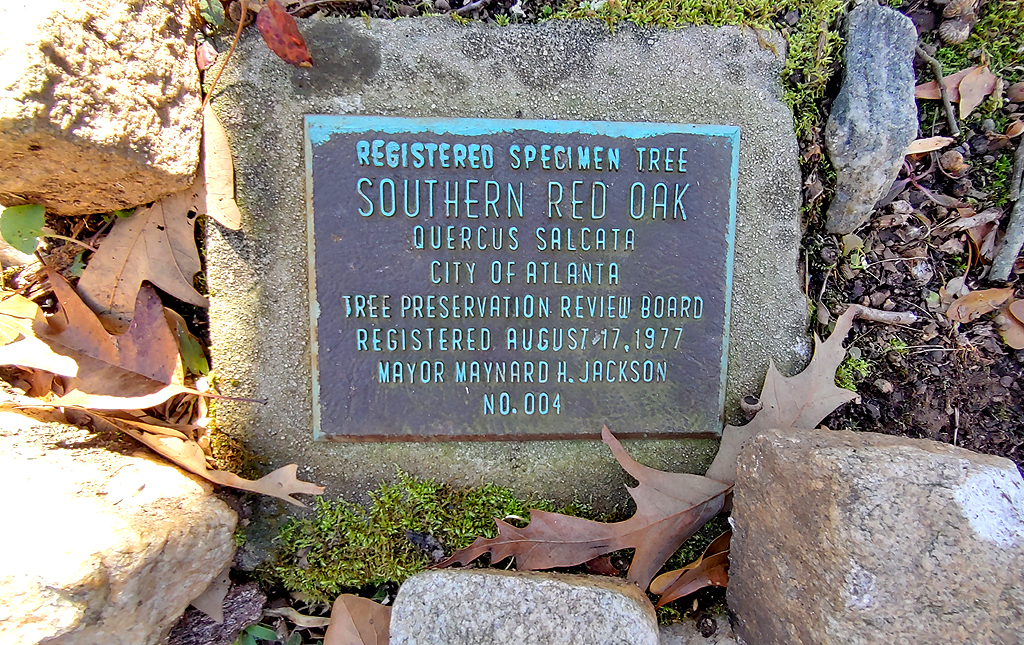 REGISTERED SPECIMEN TREE
SOUTHERN RED OAK
QUERCUS SALCATA
CITY OF ATLANTA
TREE PRESERVATION REVIEW BOARD
REGISTERED AUGUST 17, 1977
MAYOR MAYNARD H. JACKSON
NO. 004